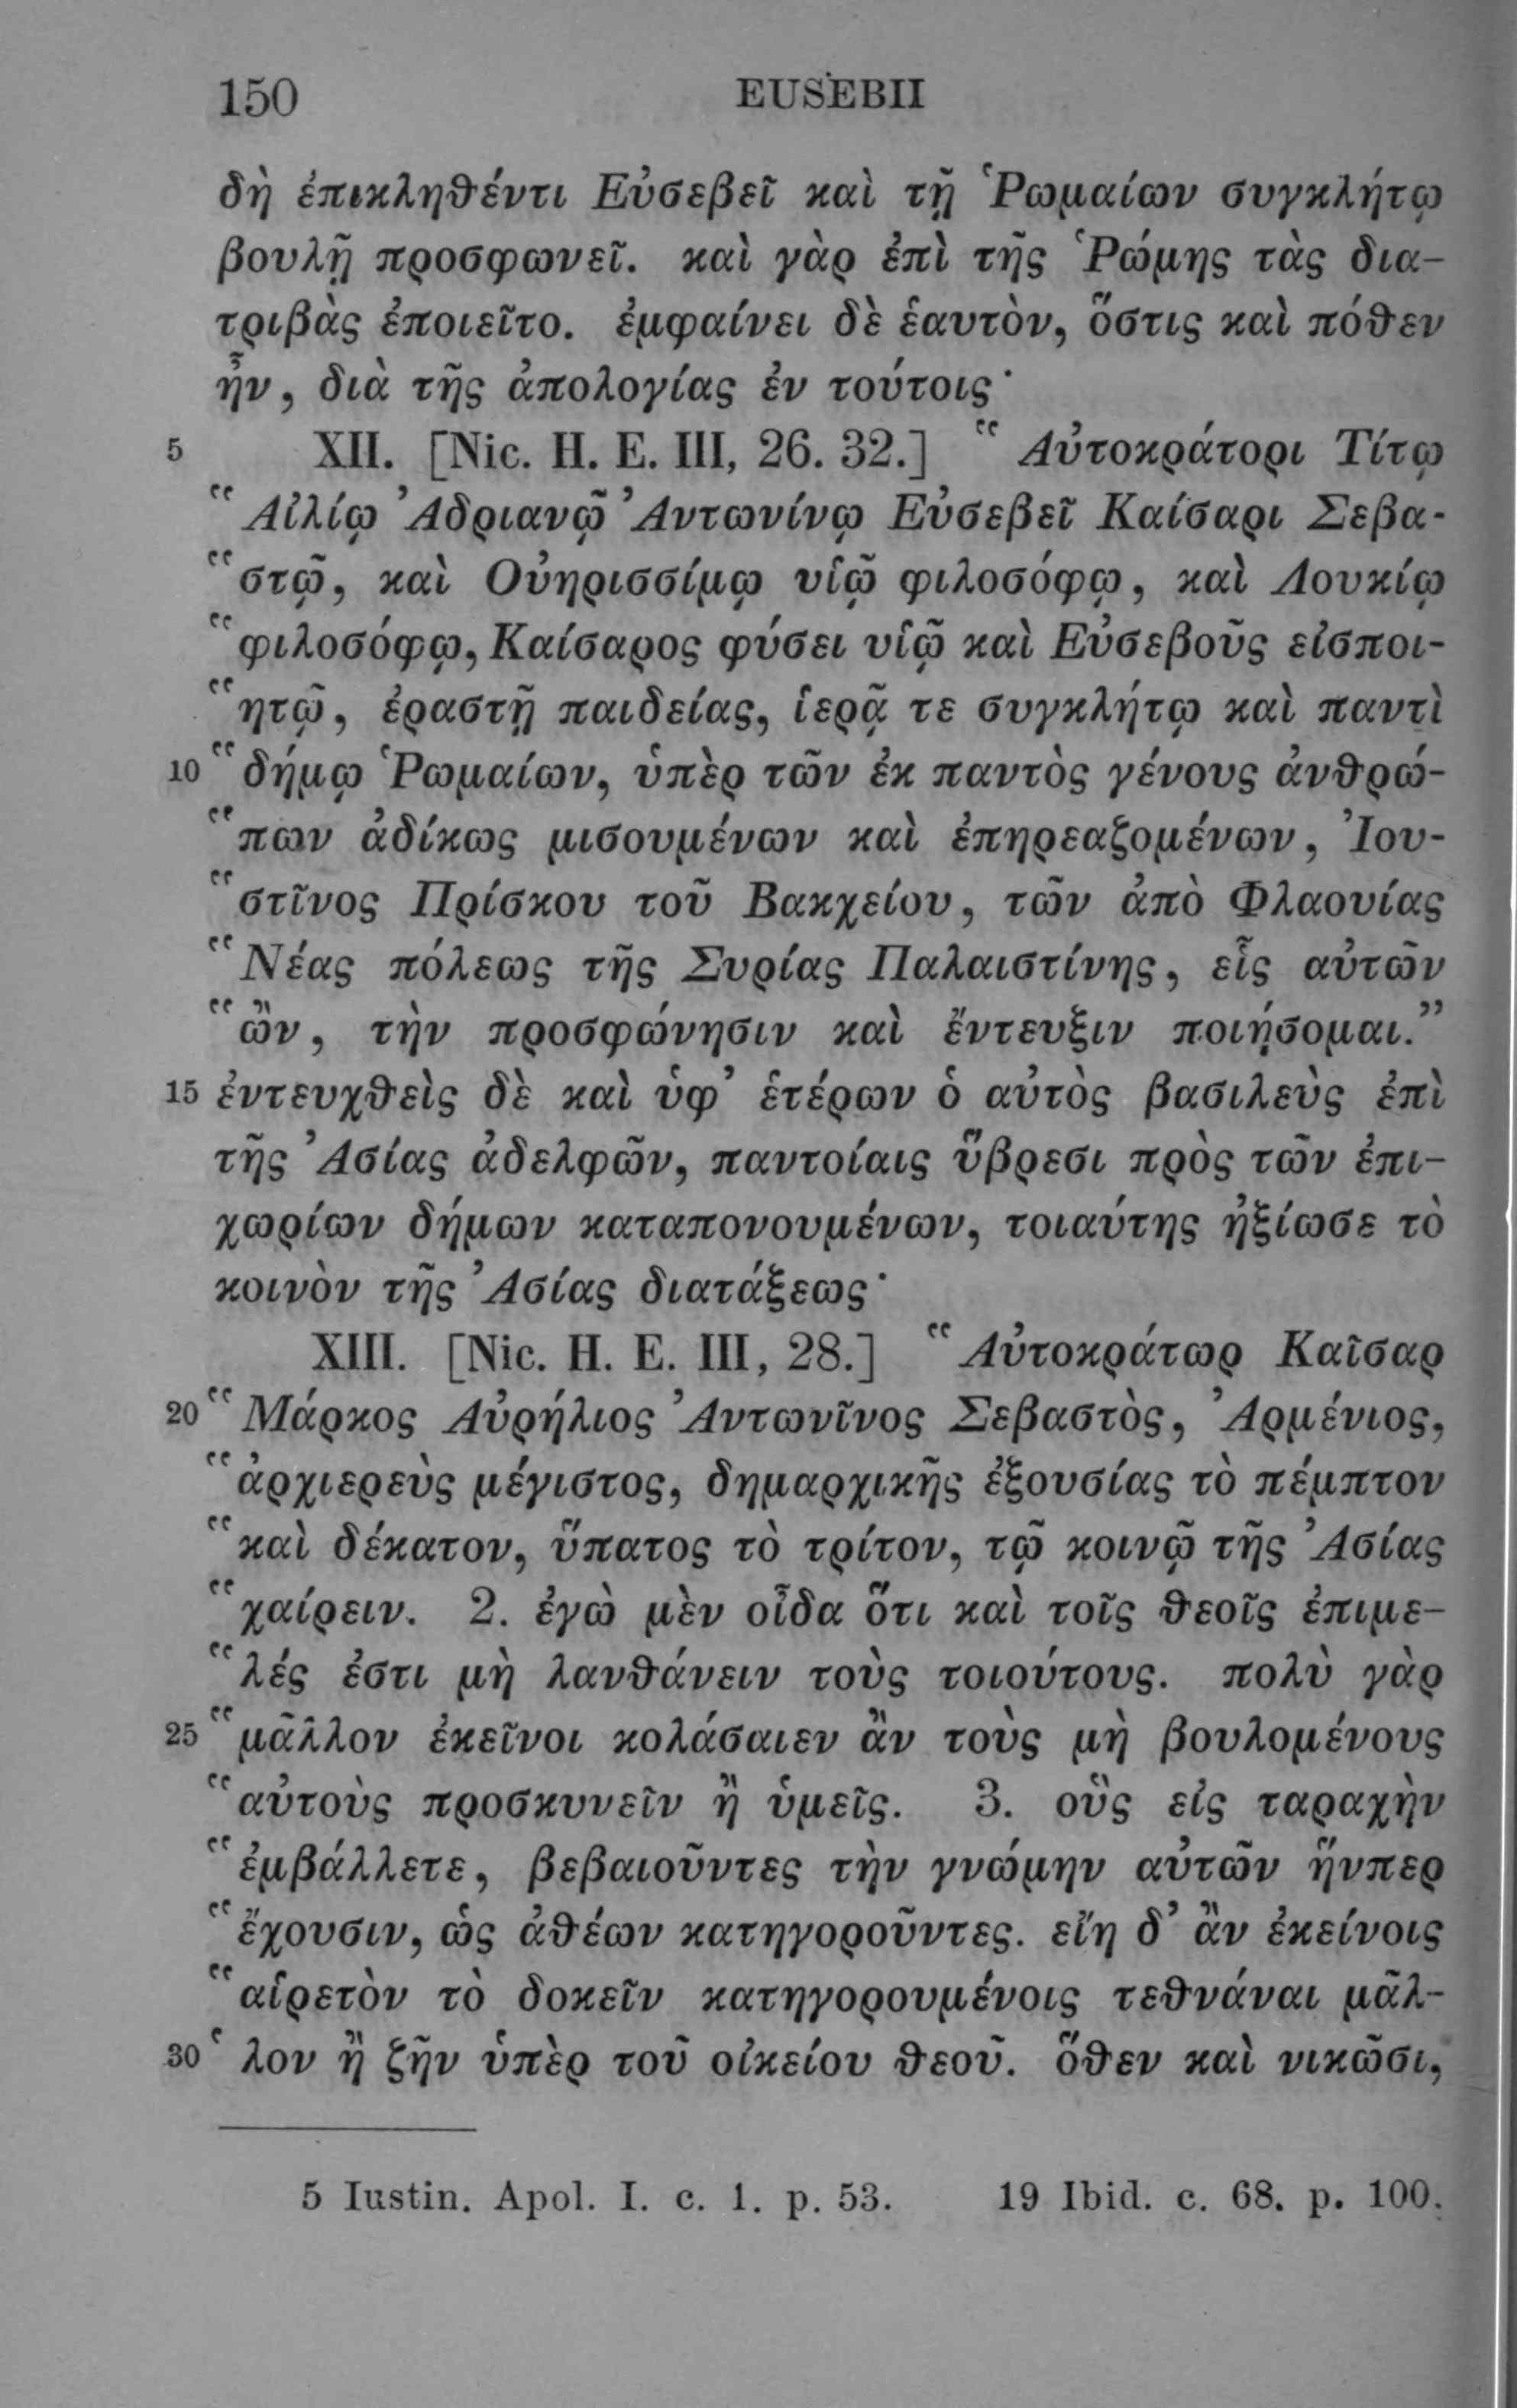 150 EUSEBII
δὴ ἐπικληθέντι Εὐσεβεῖ καὶ τῇ Ῥωμαίων συγκλήτῳ
βουλῇ προσφωνεῖ. καὶ γὰρ ἐπὶ τῆς Ῥώμης τὰς δια-
τριβὰς ἐποιεῖτο. ἐμφαίνει δὲ ἑαυτὸν, ὅστις καὶ πόθεν
ἦν, διὰ τῆς ἀπολογίας ἐν τούτοις·
5 XII. [Nic. H. E. III, 26. 32.] “Αὐτοκράτορι Τίτῳ
“Αἰλίῳ Ἀδριανῷ Ἀντωνίνῳ Εὐσεβεῖ Καίσαρι Σεβα-
“στῷ, καὶ Οὐηρισσίμῳ υἱῷ φιλοσόφῳ, καὶ Λουκίῳ
“φιλοσόφῳ, Καίσαρος φύσει υἱῷ καὶ Εὐσεβοῦς εἰσποι-
“ητῷ, ἐραστῇ παιδείας, ἱερᾷ τε συγκλήτῳ καὶ παντὶ
10 “δήμῳ Ῥωμαίων, ὑπὲρ τῶν ἐκ παντὸς γένους ἀνθρώ-
“πων ἀδίκως μισουμένων καὶ ἐπηρεαζομένων, Ἰου-
“στῖνος Πρίσκου τοῦ Βακχείου, τῶν ἀπὸ Φλαουίας
“Νέας πόλεως τῆς Συρίας Παλαιστίνης, εἷς αὐτῶν
“ὢν, τὴν προσφώνησιν καὶ ἔντευξιν ποιήσομαι.”
15 ἐντευχθεὶς δὲ καὶ ὑφ’ ἑτέρων ὁ αὐτὸς βασιλεὺς ἐπὶ
τῆς Ἀσίας ἀδελφῶν, παντοίαις ὕβρεσι πρὸς τῶν ἐπι-
χωρίων δήμων καταπονουμένων, τοιαύτης ἠξίωσε τὸ
κοινὸν τῆς Ἀσίας διατάξεως·
XIII. [Nic. H. E. III, 28.] “Αὐτοκράτωρ Καῖσαρ
20 “Μάρκος Αὐρήλιος Ἀντωνῖνος Σεβαστὸς, Ἀρμένιος,
“ἀρχιερεὺς μέγιστος, δημαρχικῆς ἐξουσίας τὸ πέμπτον
“καὶ δέκατον, ὕπατος τὸ τρίτον, τῷ κοινῷ τῆς Ἀσίας
“χαίρειν. 2. ἐγὼ μὲν οἶδα ὅτι καὶ τοῖς θεοῖς ἐπιμε-
“λές ἐστι μὴ λανθάνειν τοὺς τοιούτους. πολὺ γὰρ
25 “μᾶλλον ἐκεῖνοι κολάσαιεν ἂν τοὺς μὴ βουλομένους
“αὐτοὺς προσκυνεῖν ἢ ὑμεῖς. 3. οὓς εἰς ταραχὴν
“ἐμβάλλετε, βεβαιοῦντες τὴν γνώμην αὐτῶν ἥνπερ
“ἔχουσιν, ὡς ἀθέων κατηγοροῦντες. εἴη δ’ ἂν ἐκείνοις
“αἱρετὸν τὸ δοκεῖν κατηγορουμένοις τεθνάναι μᾶλ-
30 ‘λον ἢ ζῆν ὑπὲρ τοῦ οἰκείου θεοῦ. ὅθεν καὶ νικῶσι,
5 Iustin. Apol. I. c. 1. p. 53. 19 Ibid. c. 68. p. 100.